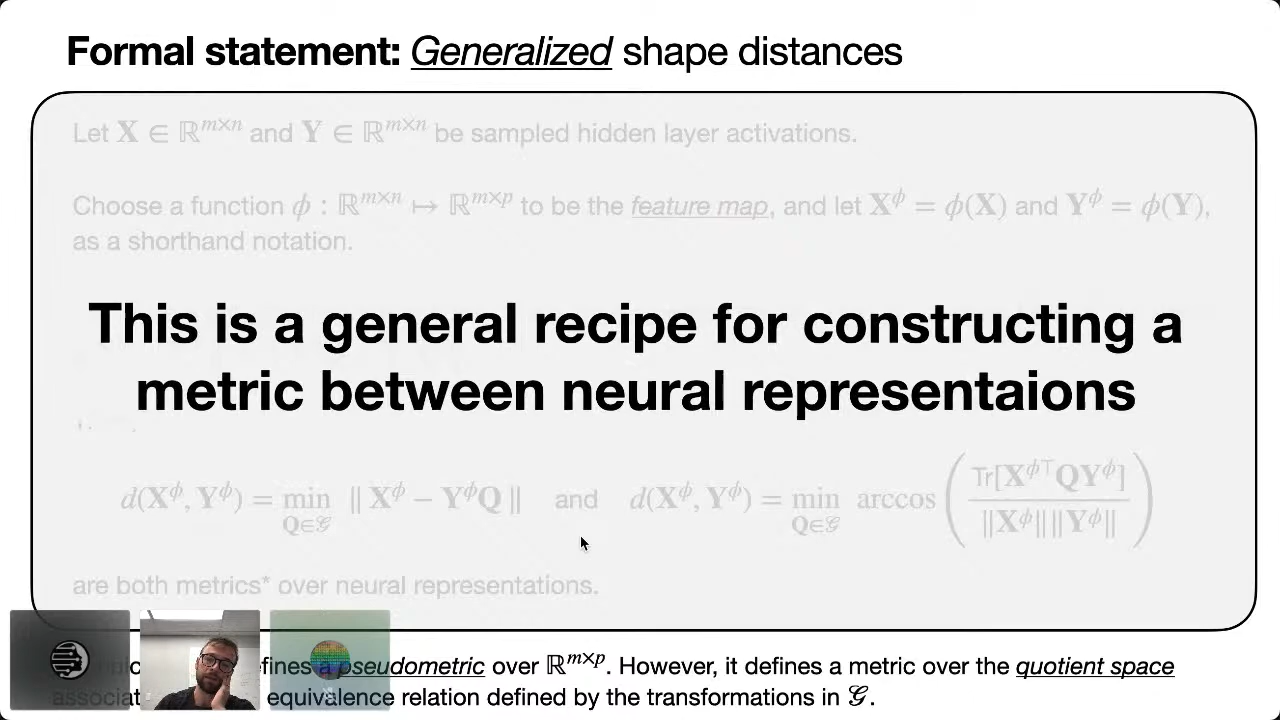 Formal statement: Generalized shape distances
Let X ∈ ℝ^{m×n} and Y ∈ ℝ^{m×n} be sampled hidden layer activations.
Choose a function ϕ : ℝ^{m×n} ↦ ℝ^{m×p} to be the feature map, and let X^ϕ = ϕ(X) and Y^ϕ = ϕ(Y),
as a shorthand notation.
This is a general recipe for constructing a
metric between neural representaions
d(X^ϕ, Y^ϕ) = min_{Q∈𝒢} ‖ X^ϕ − Y^ϕQ ‖ and d(X^ϕ, Y^ϕ) = min_{Q∈𝒢} arccos ( Tr[X^{ϕ⊤}QY^ϕ] / ‖X^ϕ‖‖Y^ϕ‖ )
are both metrics* over neural representations.
a pseudometric over ℝ^{m×p}. However, it defines a metric over the quotient space
equivalence relation defined by the transformations in 𝒢.